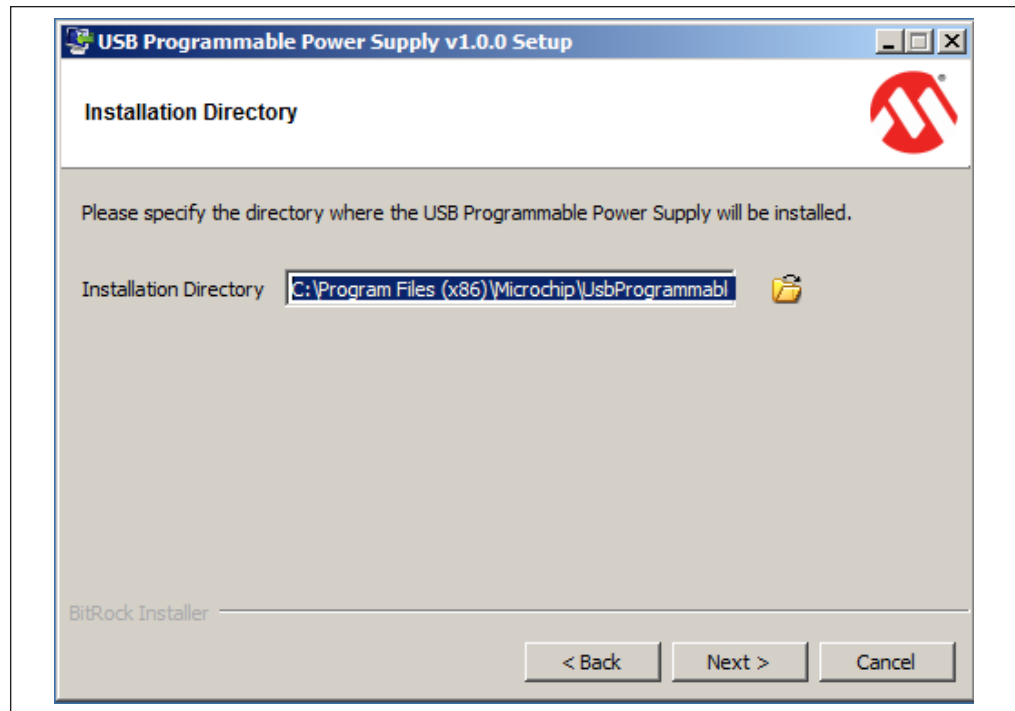 USB Programmable Power Supply v1.0.0 Setup
Installation Directory
Please specify the directory where the USB Programmable Power Supply will be installed.
Installation Directory C:\Program Files (x86)\Microchip\UsbProgrammabl
BitRock Installer
< Back Next > Cancel